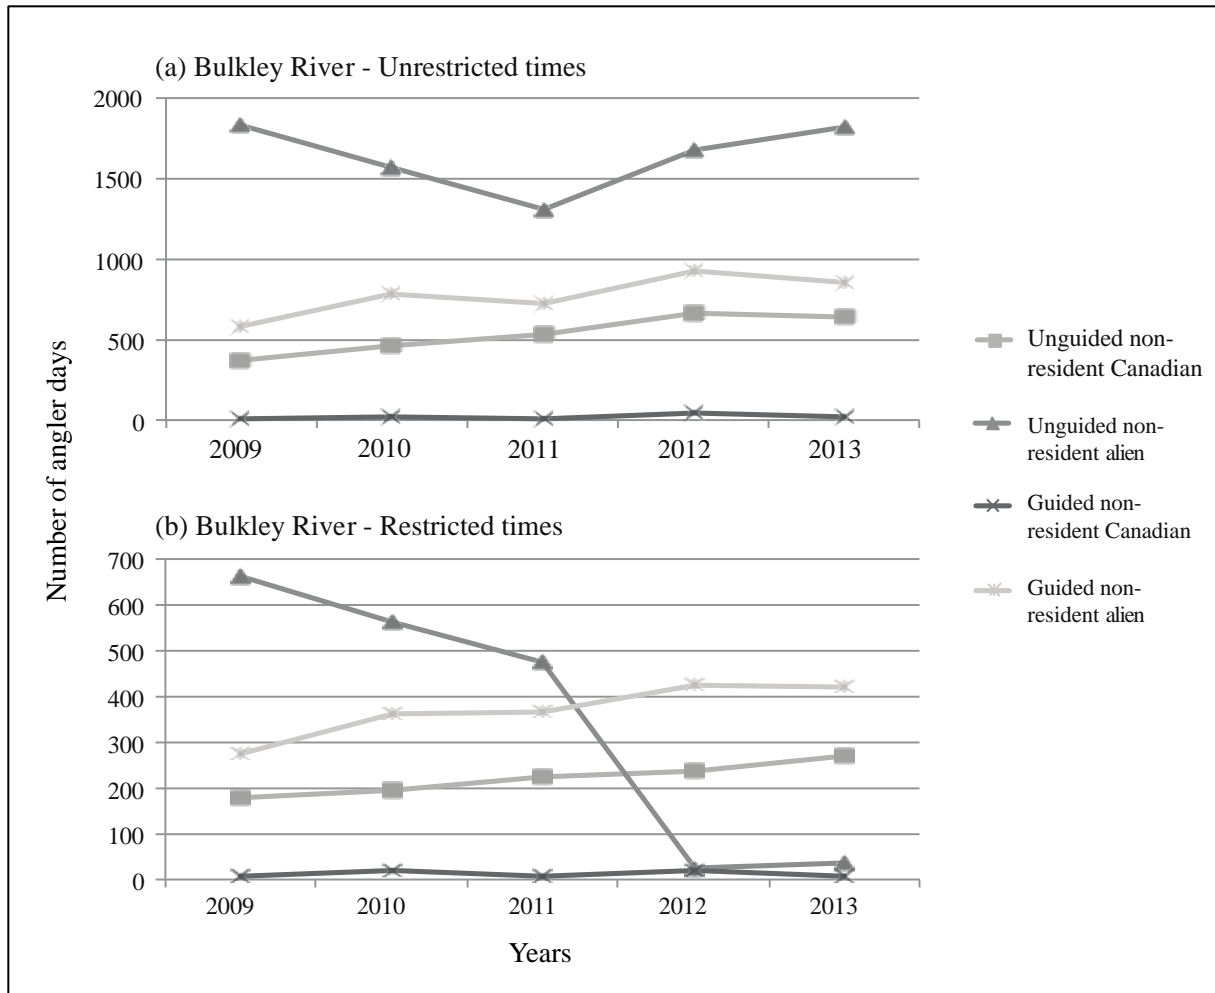 (a) Bulkley River - Unrestricted times
2000
1500
1000
500
0
2009 2010 2011 2012 2013
Number of angler days
(b) Bulkley River - Restricted times
700
600
500
400
300
200
100
0
2009 2010 2011 2012 2013
Years
Unguided non-
resident Canadian
Unguided non-
resident alien
Guided non-
resident Canadian
Guided non-
resident alien